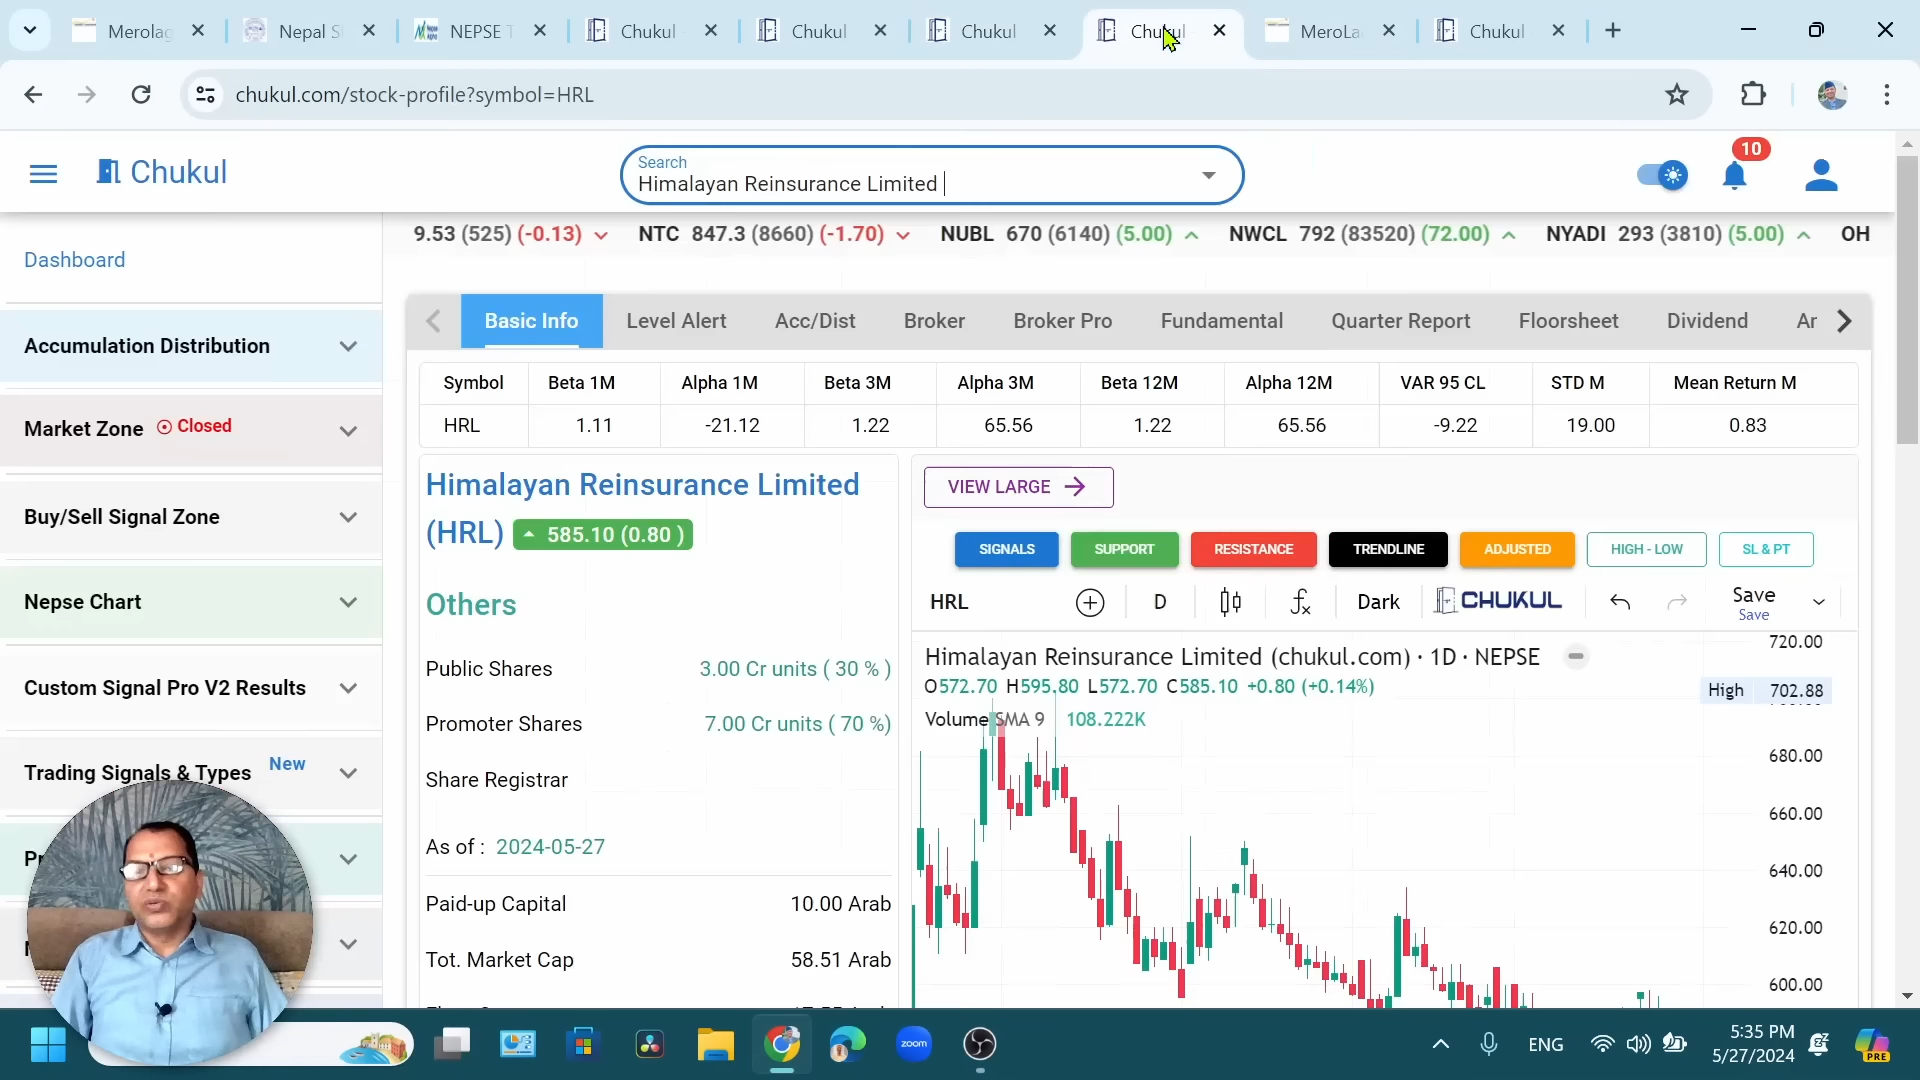 Merolag
Nepal S
NEPSE T
Chukul
Chukul
Chukul
Chukul
MeroLa
Chukul
chukul.com/stock-profile?symbol=HRL
Chukul
Search
Himalayan Reinsurance Limited
10
9.53 (525) (-0.13) NTC 847.3 (8660) (-1.70) NUBL 670 (6140) (5.00) NWCL 792 (83520) (72.00) NYADI 293 (3810) (5.00) OH
Dashboard
Accumulation Distribution
Market Zone Closed
Buy/Sell Signal Zone
Nepse Chart
Custom Signal Pro V2 Results
Trading Signals & Types New
Basic Info Level Alert Acc/Dist Broker Broker Pro Fundamental Quarter Report Floorsheet Dividend Ar
Symbol Beta 1M Alpha 1M Beta 3M Alpha 3M Beta 12M Alpha 12M VAR 95 CL STD M Mean Return M
HRL 1.11 -21.12 1.22 65.56 1.22 65.56 -9.22 19.00 0.83
Himalayan Reinsurance Limited
(HRL) 585.10 (0.80 )
Others
Public Shares 3.00 Cr units ( 30 % )
Promoter Shares 7.00 Cr units ( 70 %)
Share Registrar
As of : 2024-05-27
Paid-up Capital 10.00 Arab
Tot. Market Cap 58.51 Arab
VIEW LARGE
SIGNALS SUPPORT RESISTANCE TRENDLINE ADJUSTED HIGH - LOW SL & PT
HRL D Dark CHUKUL Save
Save
Himalayan Reinsurance Limited (chukul.com) · 1D · NEPSE
O572.70 H595.80 L572.70 C585.10 +0.80 (+0.14%)
Volume SMA 9 108.222K
720.00
High 702.88
680.00
660.00
640.00
620.00
600.00
zoom
ENG
5:35 PM
5/27/2024
PRE